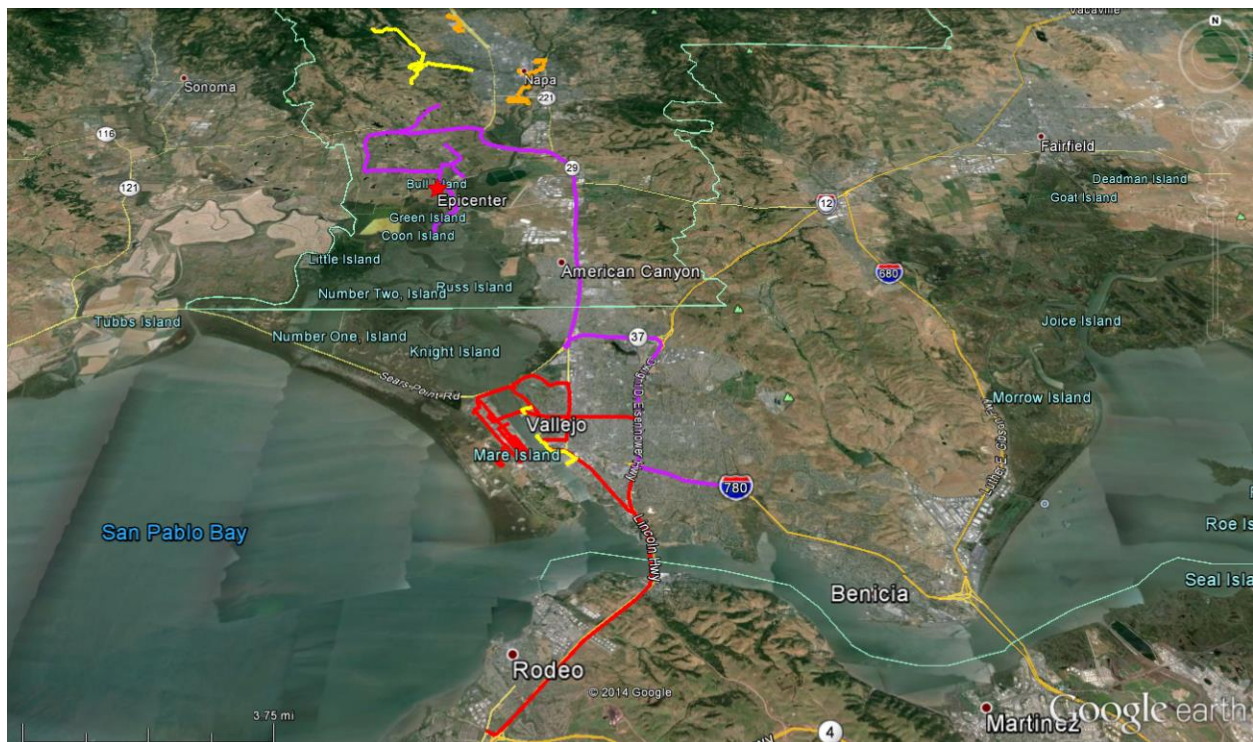 Vacaville
N
Sonoma
Napa
221
116
29
Fairfield
121
Bull Island
Deadman Island
Epicenter
12
Goat Island
Green Island
Coon Island
Little Island
American Canyon
680
Number Two, Island
Russ Island
Tubbs Island
Joice Island
Number One, Island
37
Knight Island
Sears Point Rd
Dwight D Eisenhower Hwy
Morrow Island
Vallejo
Mare Island
780
San Pablo Bay
Lincoln Hwy
Roe Is
Seal Isla
Benicia
Rodeo
© 2014 Google
3.75 mi
Martinez
Google earth
4